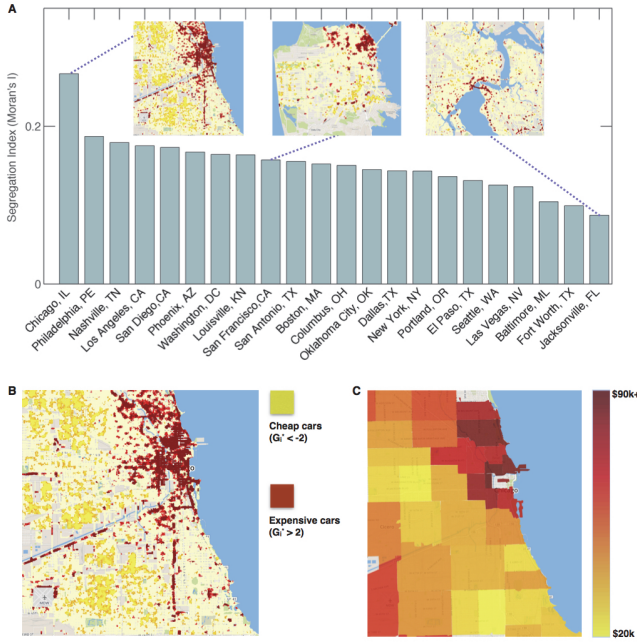 A
Segregation Index (Moran's I)
0.2
0
Chicago, IL
Philadelphia, PE
Nashville, TN
Los Angeles, CA
San Diego,CA
Phoenix, AZ
Washington, DC
Louisville, KN
San Fransisco,CA
San Antonio, TX
Boston, MA
Columbus, OH
Oklahoma City, OK
Dallas,TX
New York, NY
Portland, OR
El Paso, TX
Seattle, WA
Las Vegas, NV
Baltimore, ML
Fort Worth, TX
Jacksonville, FL
B
Cheap cars
(Gᵢ* < -2)
Expensive cars
(Gᵢ* > 2)
C
$90k+
$20k